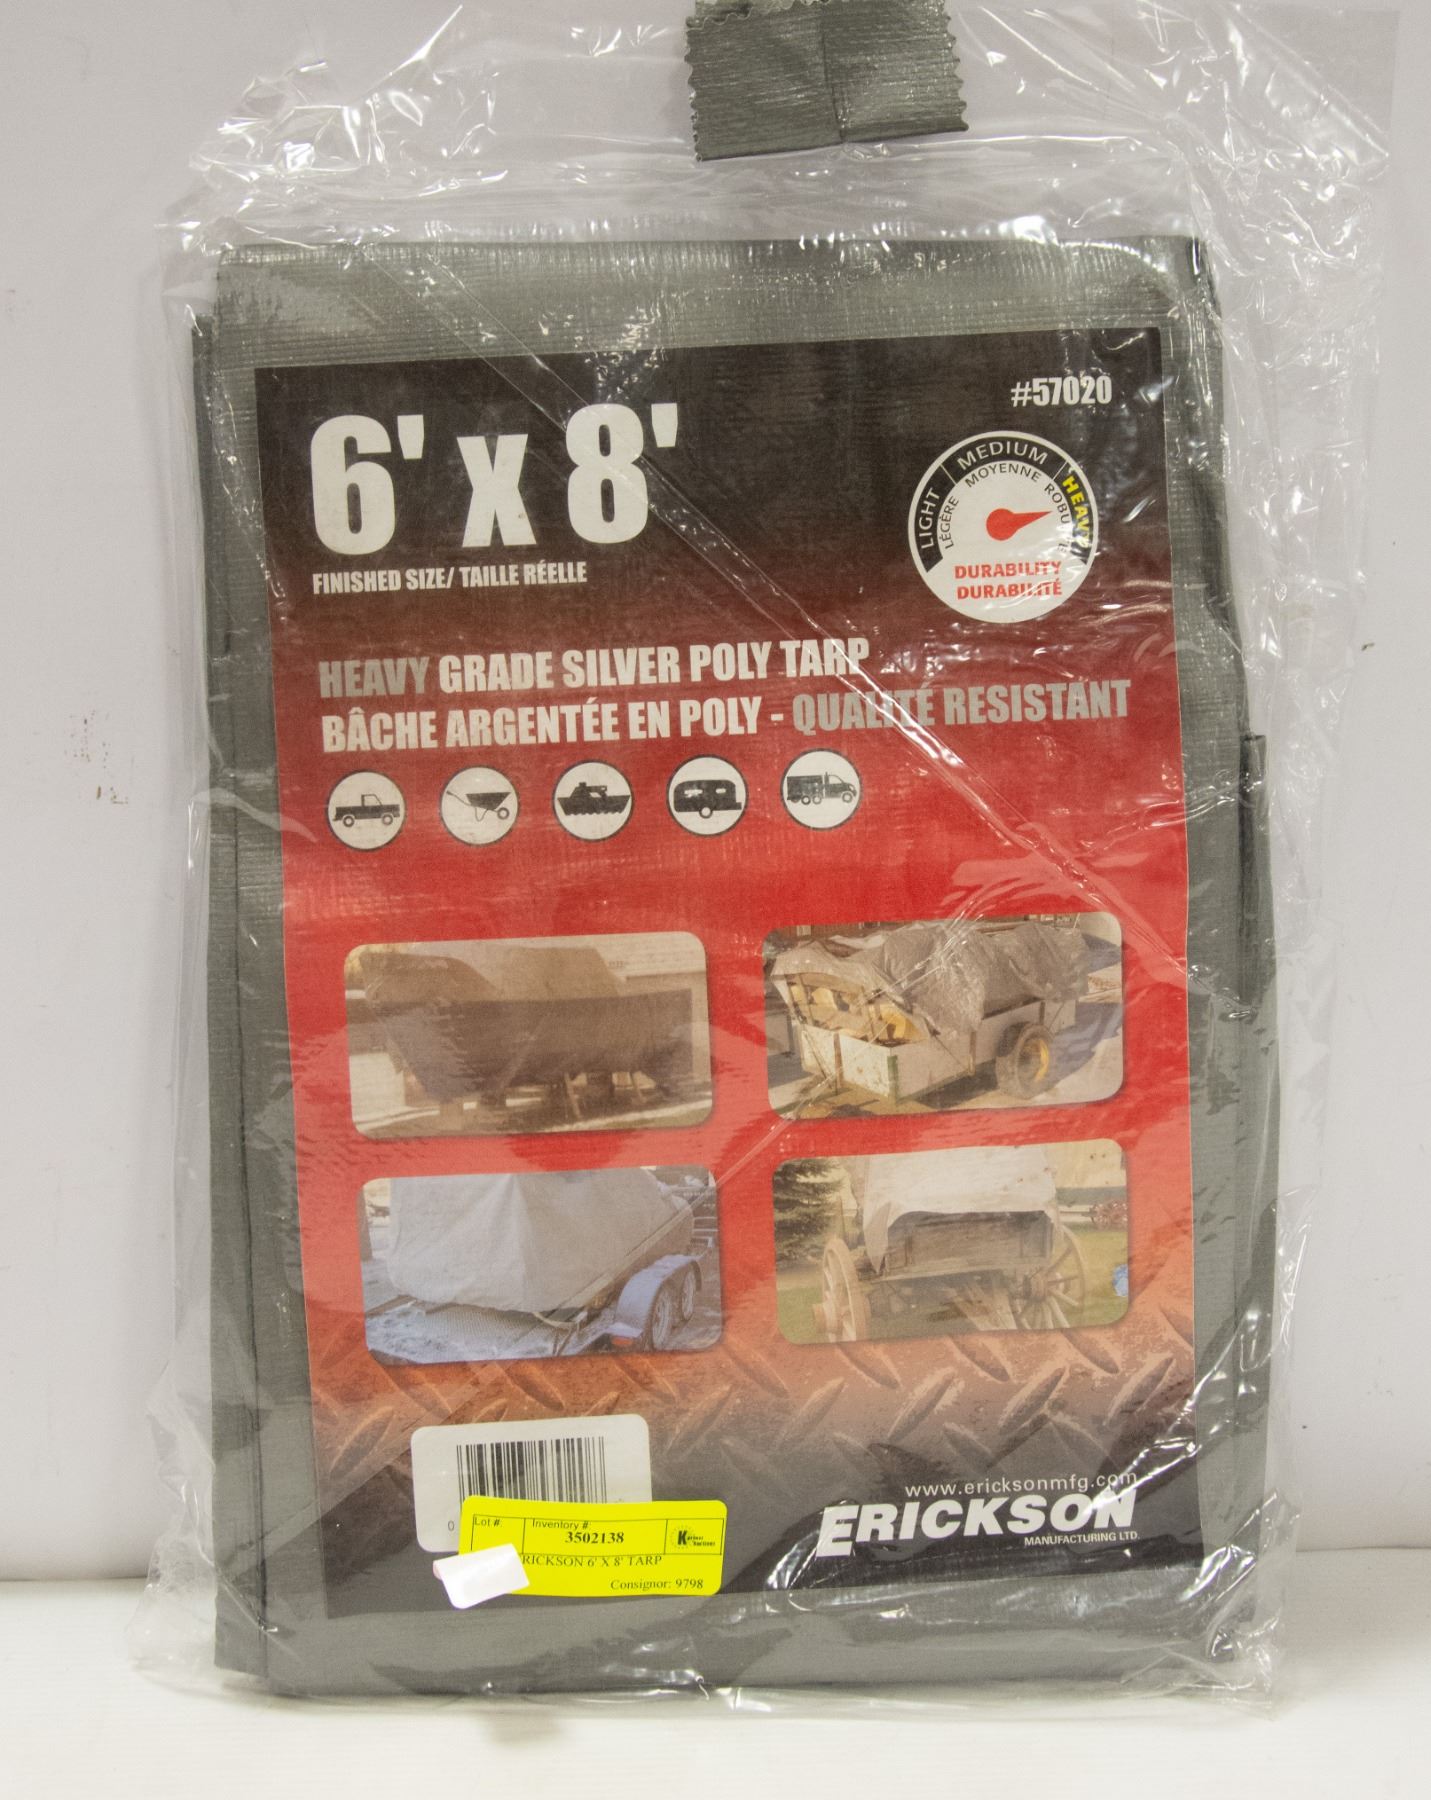 #57020
6' x 8'
FINISHED SIZE/ TAILLE RÉELLE
LIGHT MEDIUM HEAVY
LÉGÈRE MOYENNE
DURABILITY
DURABILITÉ
HEAVY GRADE SILVER POLY TARP
BÂCHE ARGENTÉE EN POLY - QUALITÉ RESISTANT
www.ericksonmfg.com
ERICKSON
MANUFACTURING LTD.
0
Lot #: Inventory #:
3502138
RICKSON 6' X 8' TARP
Consignor: 9798